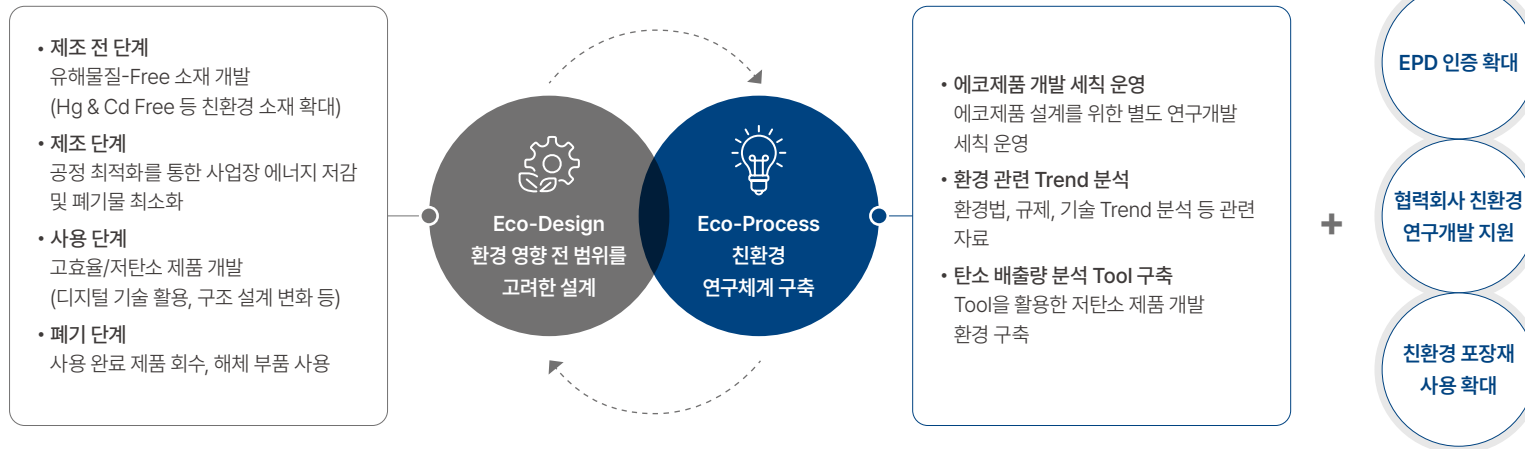 • 제조 전 단계
유해물질-Free 소재 개발
(Hg & Cd Free 등 친환경 소재 확대)
• 제조 단계
공정 최적화를 통한 사업장 에너지 저감
및 폐기물 최소화
• 사용 단계
고효율/저탄소 제품 개발
(디지털 기술 활용, 구조 설계 변화 등)
• 폐기 단계
사용 완료 제품 회수, 해체 부품 사용
Eco-Design
환경 영향 전 범위를
고려한 설계
Eco-Process
친환경
연구체계 구축
• 에코제품 개발 세칙 운영
에코제품 설계를 위한 별도 연구개발
세칙 운영
• 환경 관련 Trend 분석
환경법, 규제, 기술 Trend 분석 등 관련
자료
• 탄소 배출량 분석 Tool 구축
Tool을 활용한 저탄소 제품 개발
환경 구축
+
EPD 인증 확대
협력회사 친환경
연구개발 지원
친환경 포장재
사용 확대